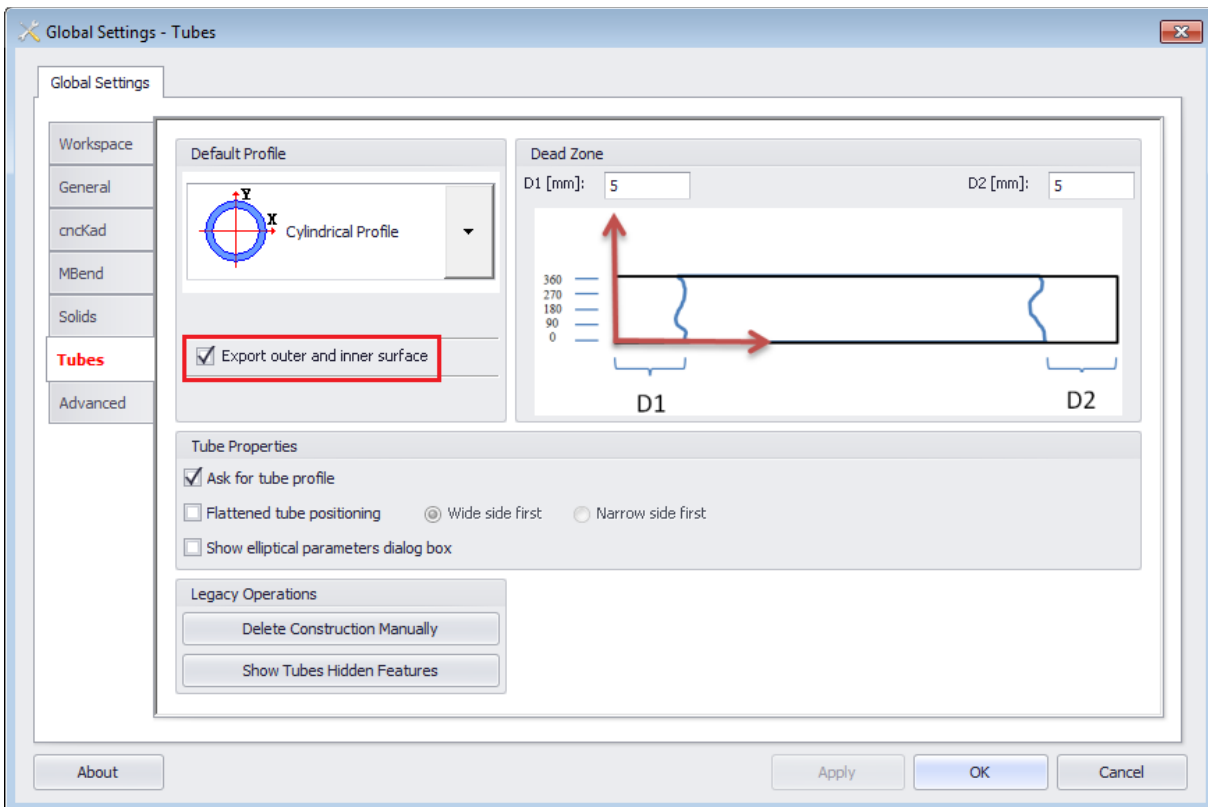 Global Settings - Tubes
Global Settings
Workspace
General
cncKad
MBend
Solids
Tubes
Advanced
Default Profile
Y
X
Cylindrical Profile
Export outer and inner surface
Dead Zone
D1 [mm]: 5
D2 [mm]: 5
360
270
180
90
0
D1
D2
Tube Properties
Ask for tube profile
Flattened tube positioning Wide side first Narrow side first
Show elliptical parameters dialog box
Legacy Operations
Delete Construction Manually
Show Tubes Hidden Features
About Apply OK Cancel